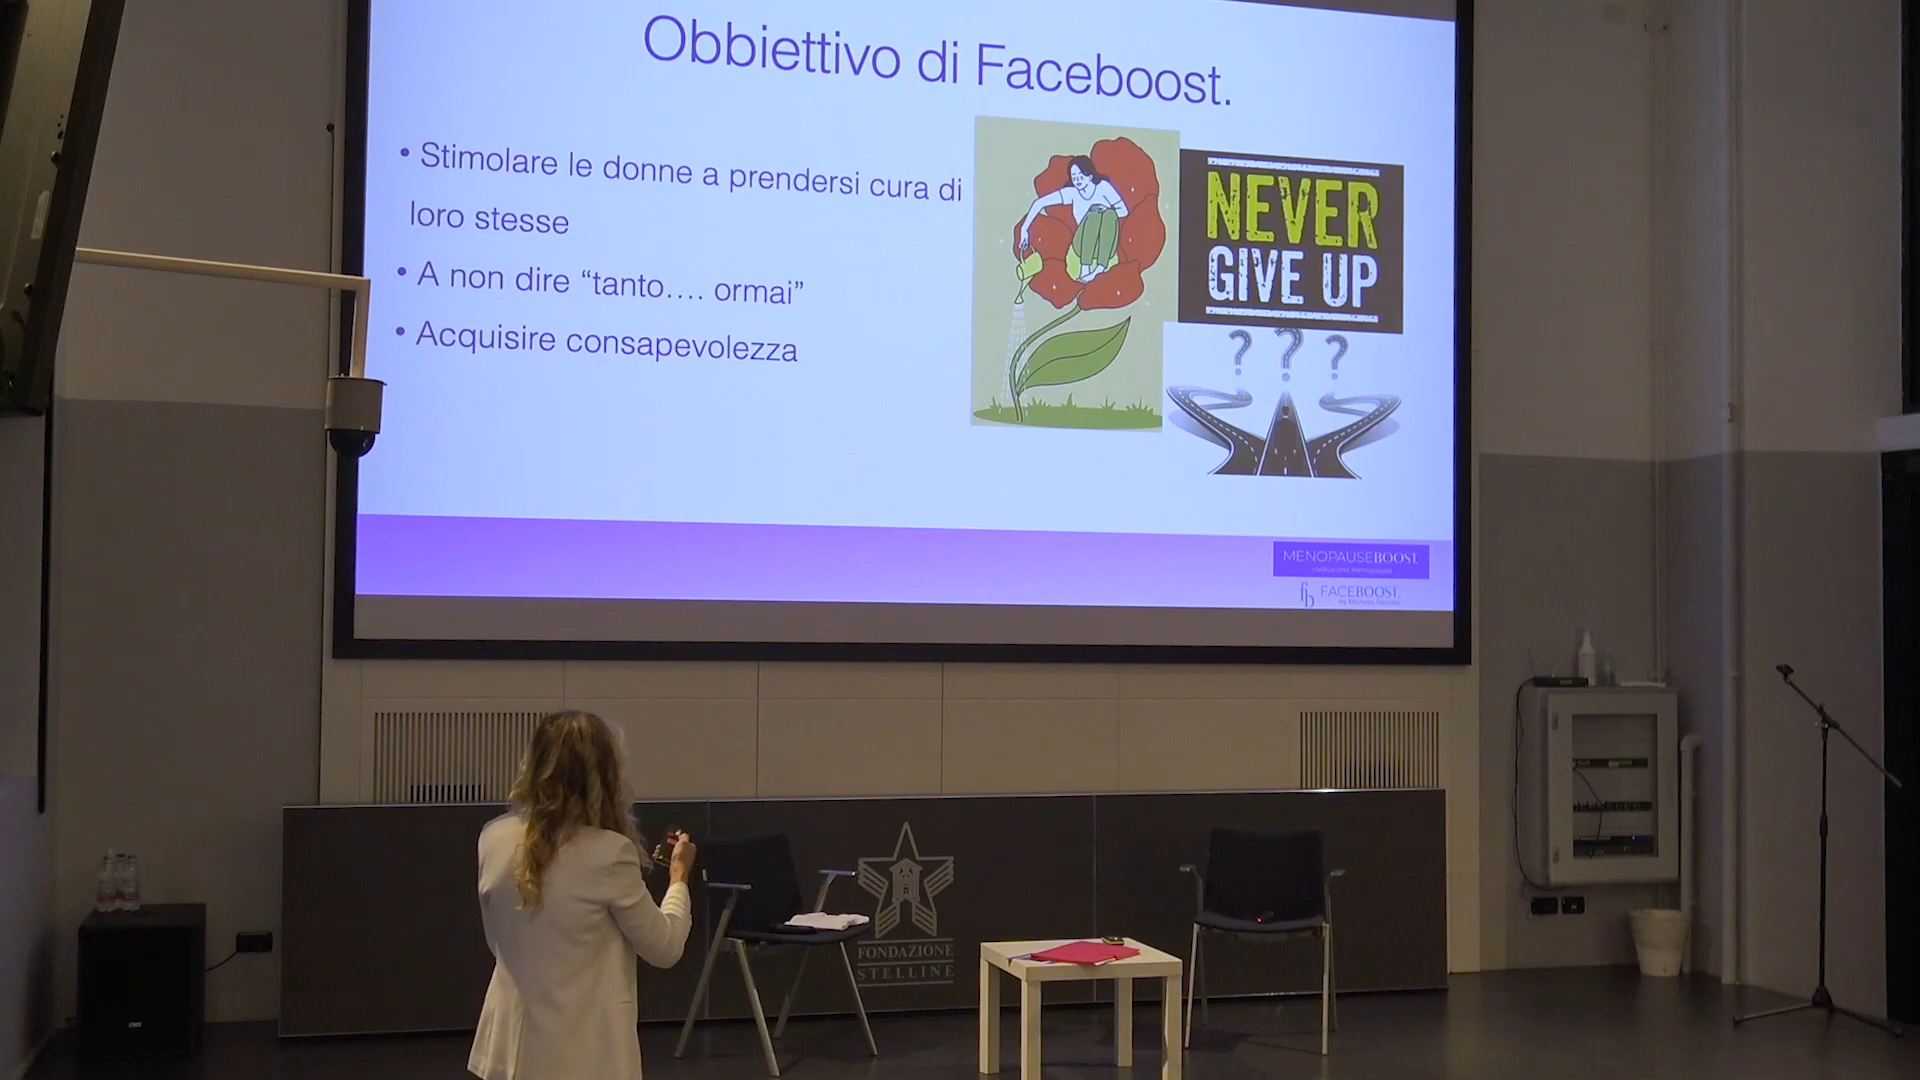 Obbiettivo di Faceboost.
• Stimolare le donne a prendersi cura di
loro stesse
• A non dire “tanto.... ormai”
• Acquisire consapevolezza
NEVER
GIVE UP
? ? ?
MENOPAUSEBOOST.
fb FACEBOOST.
FONDAZIONE
STELLINE